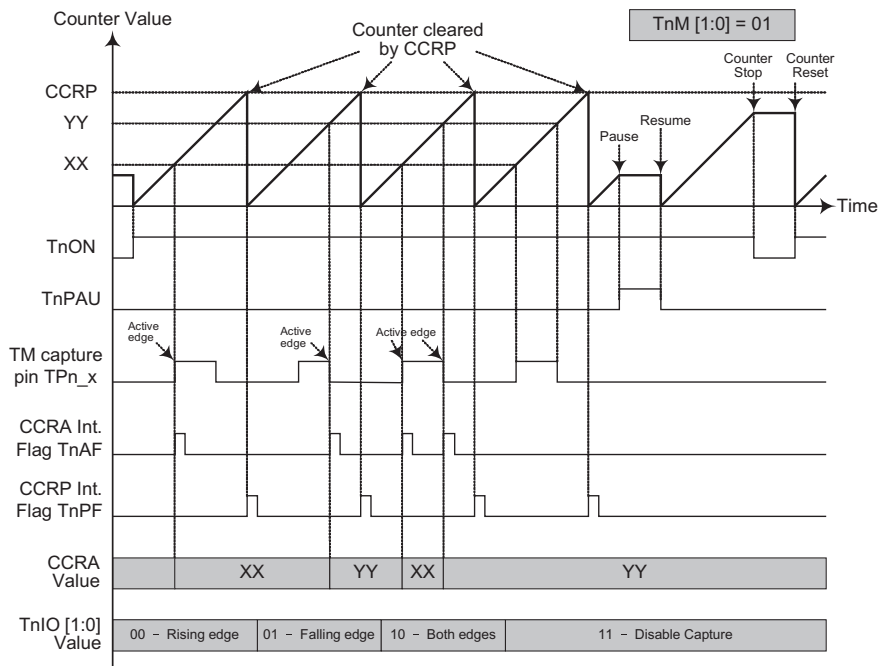 Counter Value
TnM [1:0] = 01
Counter cleared
by CCRP
Counter
Stop
Counter
Reset
CCRP
YY
XX
Pause
Resume
Time
TnON
TnPAU
Active
edge
Active
edge
Active edge
TM capture
pin TPn_x
CCRA Int.
Flag TnAF
CCRP Int.
Flag TnPF
CCRA
Value
XX
YY
XX
YY
TnIO [1:0]
Value
00 – Rising edge
01 – Falling edge
10 – Both edges
11 – Disable Capture